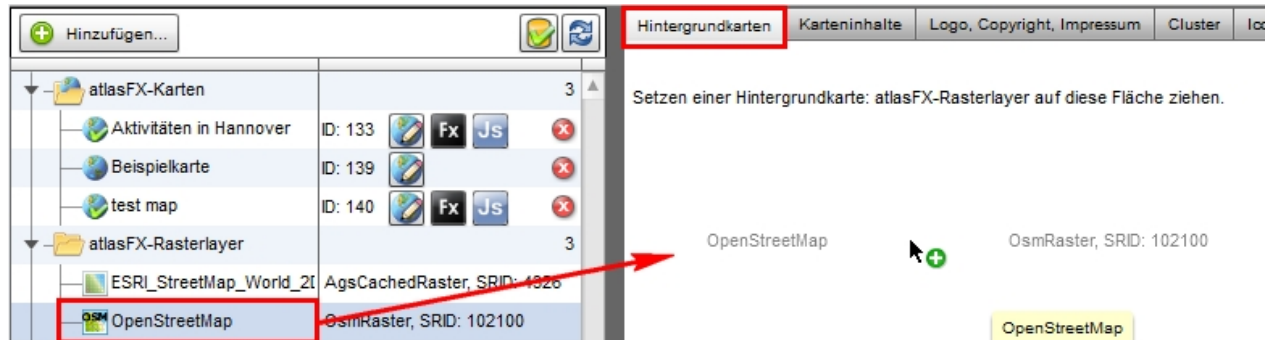 Hinzufügen...
atlasFX-Karten 3
Aktivitäten in Hannover ID: 133 Fx Js
Beispielkarte ID: 139
test map ID: 140 Fx Js
atlasFX-Rasterlayer 3
ESRI_StreetMap_World_2D AgsCachedRaster, SRID: 4326
OSM OpenStreetMap OsmRaster, SRID: 102100
Hintergrundkarten Karteninhalte Logo, Copyright, Impressum Cluster
Setzen einer Hintergrundkarte: atlasFX-Rasterlayer auf diese Fläche ziehen.
OpenStreetMap OsmRaster, SRID: 102100
OpenStreetMap